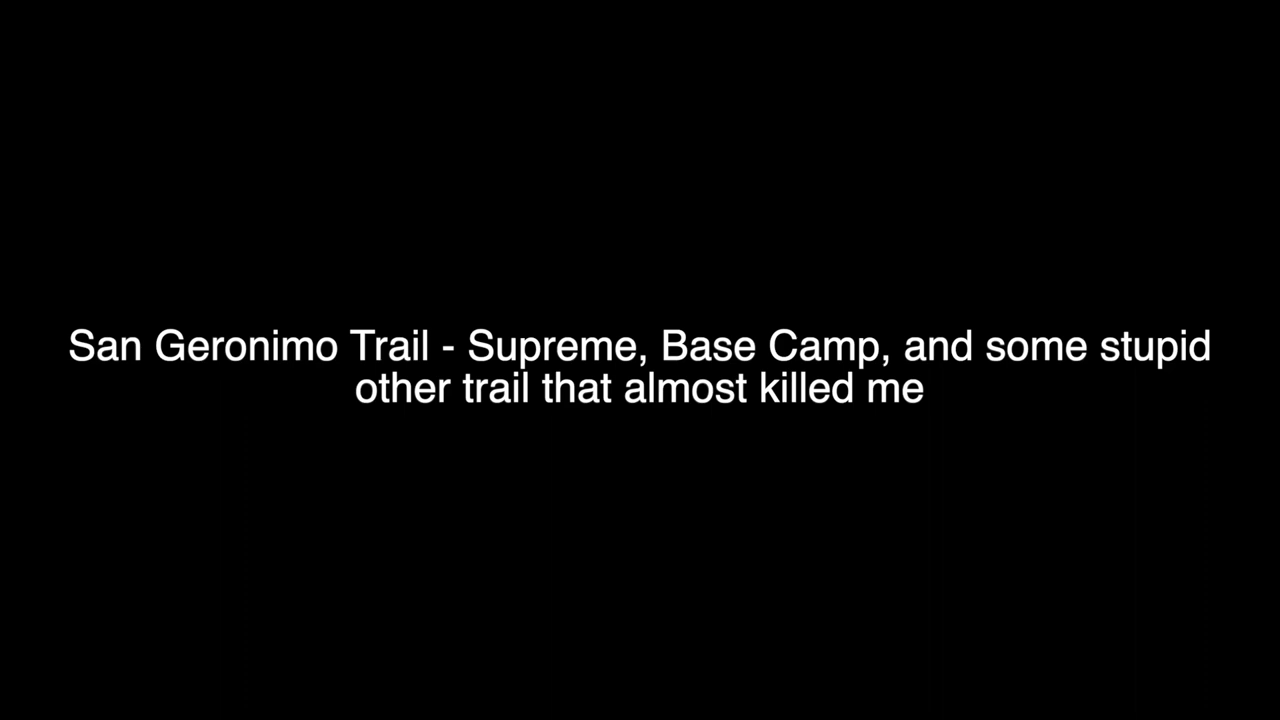 San Geronimo Trail - Supreme, Base Camp, and some stupid
other trail that almost killed me